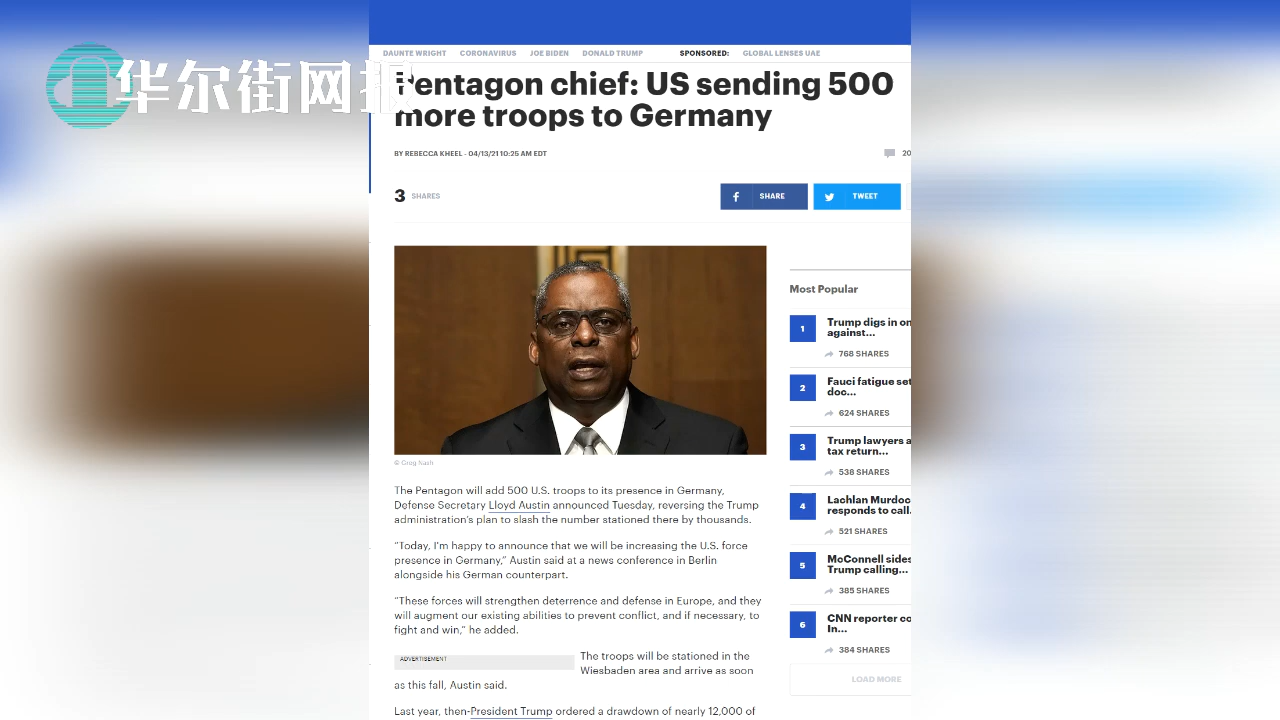 华尔街网报
DAUNTE WRIGHT CORONAVIRUS JOE BIDEN DONALD TRUMP SPONSORED: GLOBAL LENSES UAE
Pentagon chief: US sending 500
more troops to Germany
BY REBECCA KHEEL - 04/13/21 10:25 AM EDT
20
3 SHARES
SHARE
TWEET
© Greg Nash
The Pentagon will add 500 U.S. troops to its presence in Germany,
Defense Secretary Lloyd Austin announced Tuesday, reversing the Trump
administration's plan to slash the number stationed there by thousands.
"Today, I'm happy to announce that we will be increasing the U.S. force
presence in Germany," Austin said at a news conference in Berlin
alongside his German counterpart.
"These forces will strengthen deterrence and defense in Europe, and they
will augment our existing abilities to prevent conflict, and if necessary, to
fight and win," he added.
ADVERTISEMENT
The troops will be stationed in the
Wiesbaden area and arrive as soon
as this fall, Austin said.
Last year, then-President Trump ordered a drawdown of nearly 12,000 of
Most Popular
1
Trump digs in on
against...
768 SHARES
2
Fauci fatigue set
doc...
624 SHARES
3
Trump lawyers a
tax return...
538 SHARES
4
Lachlan Murdoc
responds to call.
521 SHARES
5
McConnell sides
Trump calling...
385 SHARES
6
CNN reporter co
In...
384 SHARES
LOAD MORE